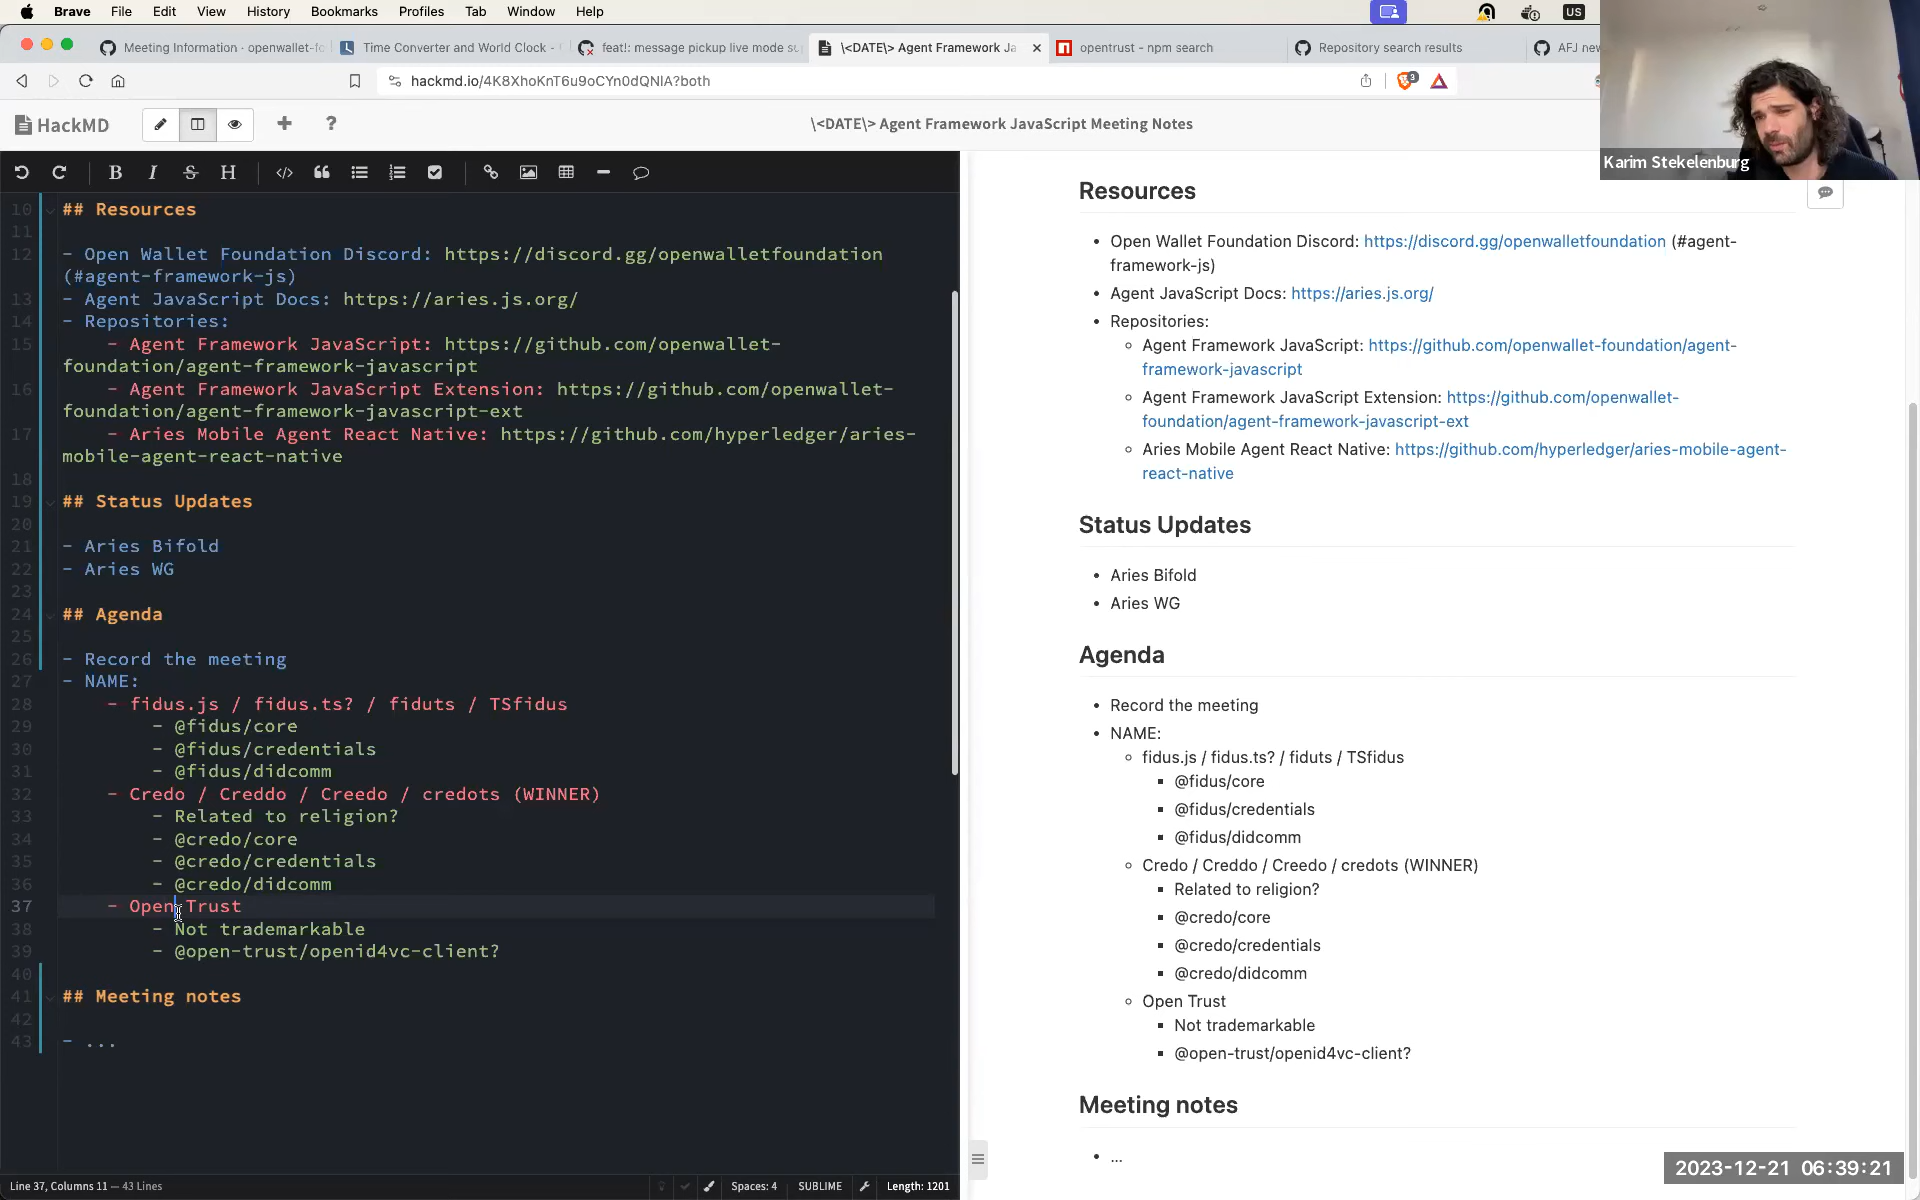 Brave File Edit View History Bookmarks Profiles Tab Window Help US
Meeting Information · openwallet-fo
Time Converter and World Clock -
feat!: message pickup live mode su
\<DATE\> Agent Framework Ja
opentrust - npm search
Repository search results
AFJ new
hackmd.io/4K8XhoKnT6u9oCYn0dQNIA?both
3
HackMD
\<DATE\> Agent Framework JavaScript Meeting Notes
Karim Stekelenburg
10 ## Resources
11
12 - Open Wallet Foundation Discord: https://discord.gg/openwalletfoundation
(#agent-framework-js)
13 - Agent JavaScript Docs: https://aries.js.org/
14 - Repositories:
15 - Agent Framework JavaScript: https://github.com/openwallet-
foundation/agent-framework-javascript
16 - Agent Framework JavaScript Extension: https://github.com/openwallet-
foundation/agent-framework-javascript-ext
17 - Aries Mobile Agent React Native: https://github.com/hyperledger/aries-
mobile-agent-react-native
18
19 ## Status Updates
20
21 - Aries Bifold
22 - Aries WG
23
24 ## Agenda
25
26 - Record the meeting
27 - NAME:
28 - fidus.js / fidus.ts? / fiduts / TSfidus
29 - @fidus/core
30 - @fidus/credentials
31 - @fidus/didcomm
32 - Credo / Creddo / Creedo / credots (WINNER)
33 - Related to religion?
34 - @credo/core
35 - @credo/credentials
36 - @credo/didcomm
37 - Open Trust
38 - Not trademarkable
39 - @open-trust/openid4vc-client?
40
41 ## Meeting notes
42
43 - ...
Line 37, Columns 11 — 43 Lines
Spaces: 4 SUBLIME Length: 1201
Resources
• Open Wallet Foundation Discord: https://discord.gg/openwalletfoundation (#agent-
framework-js)
• Agent JavaScript Docs: https://aries.js.org/
• Repositories:
Agent Framework JavaScript: https://github.com/openwallet-foundation/agent-
framework-javascript
Agent Framework JavaScript Extension: https://github.com/openwallet-
foundation/agent-framework-javascript-ext
Aries Mobile Agent React Native: https://github.com/hyperledger/aries-mobile-agent-
react-native
Status Updates
• Aries Bifold
• Aries WG
Agenda
• Record the meeting
• NAME:
fidus.js / fidus.ts? / fiduts / TSfidus
@fidus/core
@fidus/credentials
@fidus/didcomm
Credo / Creddo / Creedo / credots (WINNER)
Related to religion?
@credo/core
@credo/credentials
@credo/didcomm
Open Trust
Not trademarkable
@open-trust/openid4vc-client?
Meeting notes
• ...
2023-12-21 06:39:21